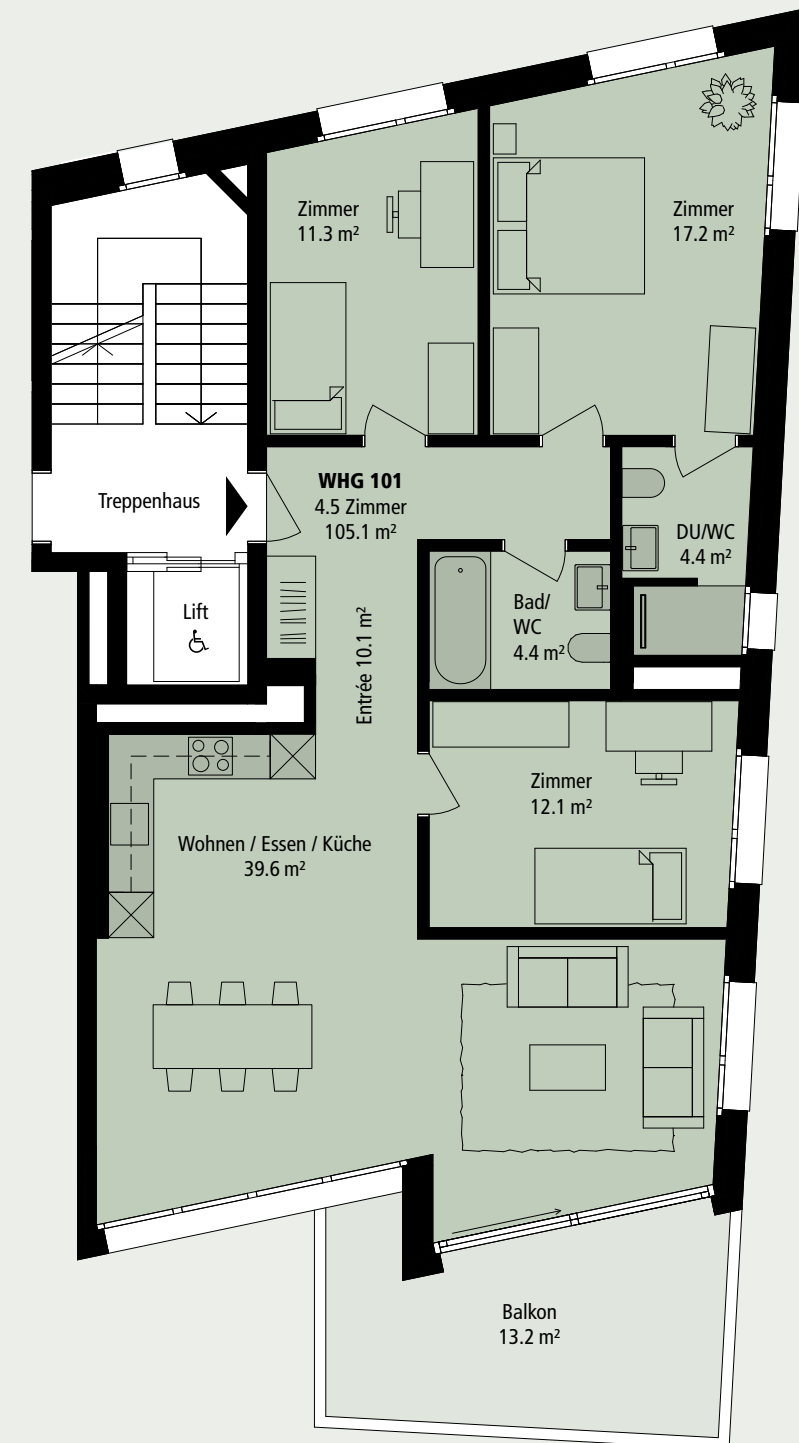 Zimmer
11.3 m²
Zimmer
17.2 m²
WHG 101
4.5 Zimmer
105.1 m²
Treppenhaus
DU/WC
4.4 m²
Lift
Bad/
WC
4.4 m²
Entrée 10.1 m²
Zimmer
12.1 m²
Wohnen / Essen / Küche
39.6 m²
Balkon
13.2 m²